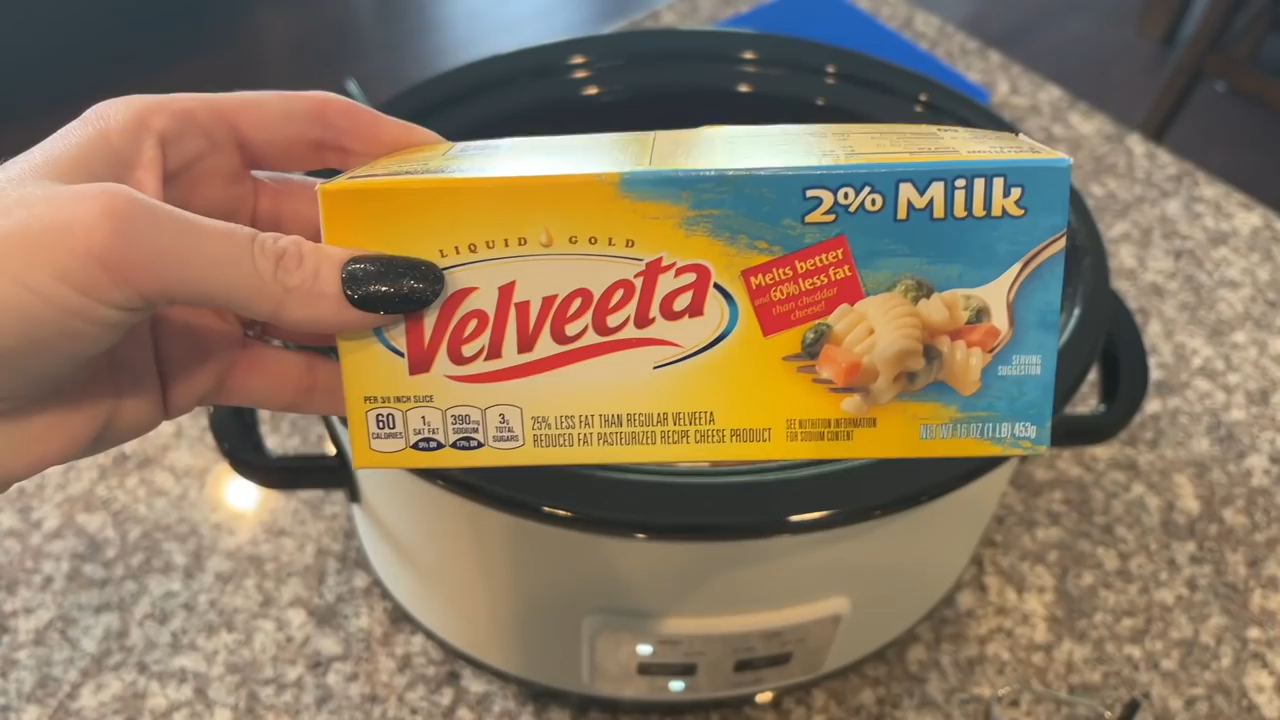 2% Milk
LIQUID GOLD
Velveeta
Melts better
and 60% less fat
than cheddar
cheese!
SERVING
SUGGESTION
PER 3/8 INCH SLICE
60
CALORIES
1g
SAT FAT
5% DV
390mg
SODIUM
17% DV
3g
TOTAL
SUGARS
25% LESS FAT THAN REGULAR VELVEETA
REDUCED FAT PASTEURIZED RECIPE CHEESE PRODUCT
SEE NUTRITION INFORMATION
FOR SODIUM CONTENT
NET WT 16 OZ (1 LB) 453g